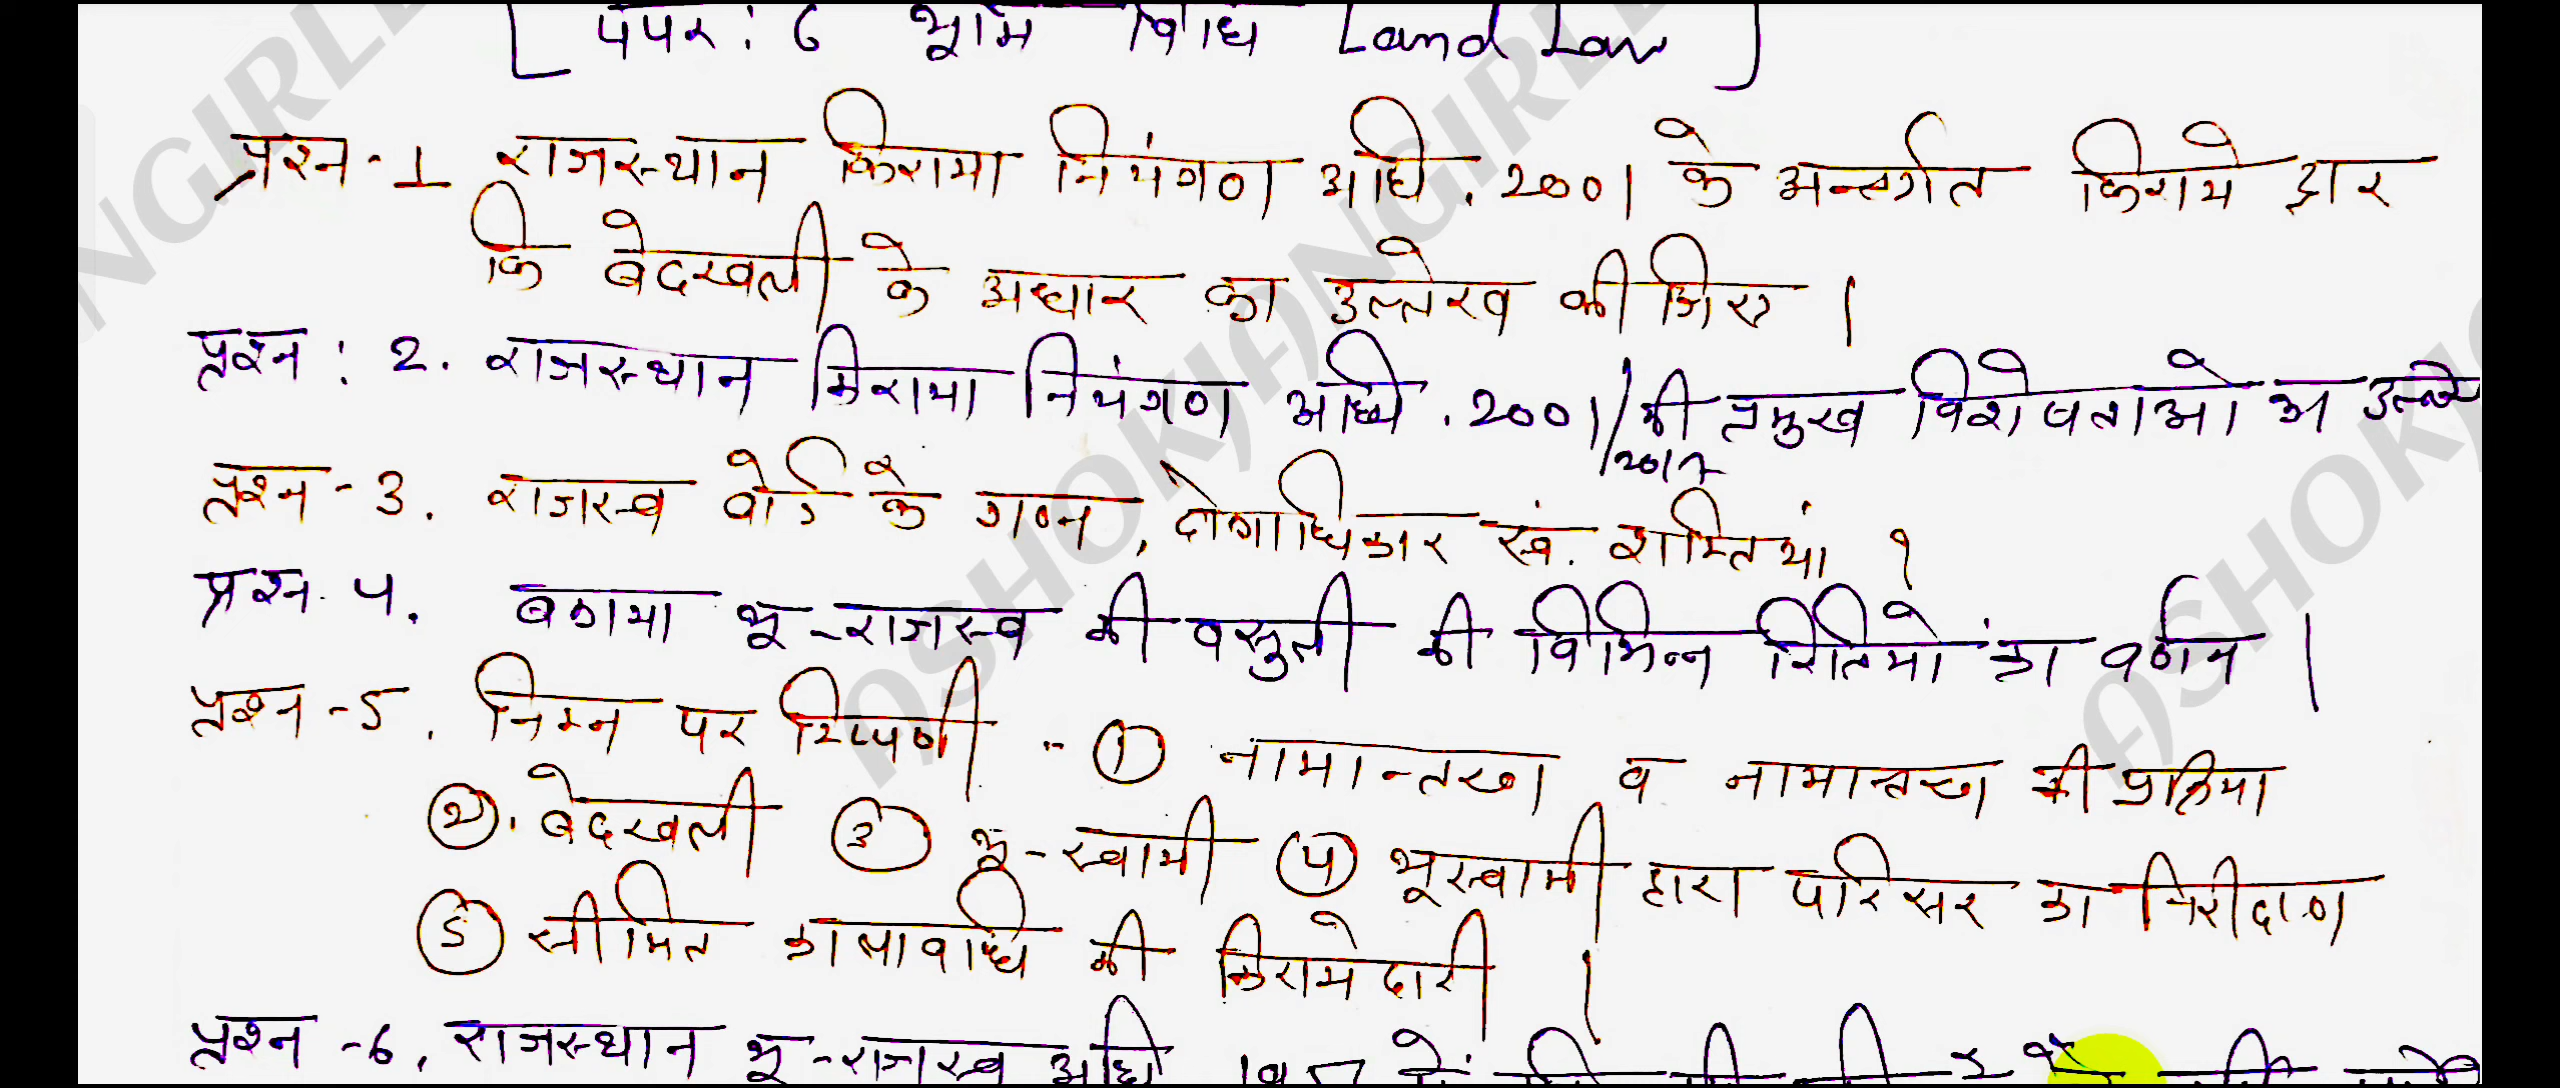 [ पेपर : 6 भूमि विधि Land Law ]
प्रश्न - 1 राजस्थान किराया नियंत्रण अधि. 2001 के अन्तर्गत किराये दार
कि बेदखली के अधार का उल्लेख कीजिए |
प्रश्न : 2. राजस्थान किराया नियंत्रण अधि. 2001/2017 की प्रमुख विशेषताओ का
प्रश्न - 3. राजस्व बोर्ड के गठन, क्षेत्राधिकार एवं. शक्तियां ?
प्रश्न. 4. बकाया भू-राजस्व की वसुली की विभिन्न रितियों का वर्णन |
प्रश्न - 5. निम्न पर टिप्पणी - ① नामान्तरण व नामान्तरण की प्रक्रिया
②. बेदखली ③ भू-स्वामी ④ भूस्वामी द्वारा परिसर का निरीक्षण
⑤ सीमित कालावधि की किरायेदारी |
प्रश्न - 6. राजस्थान भू-राजस्व अधि
ASHOKJANGIRLL